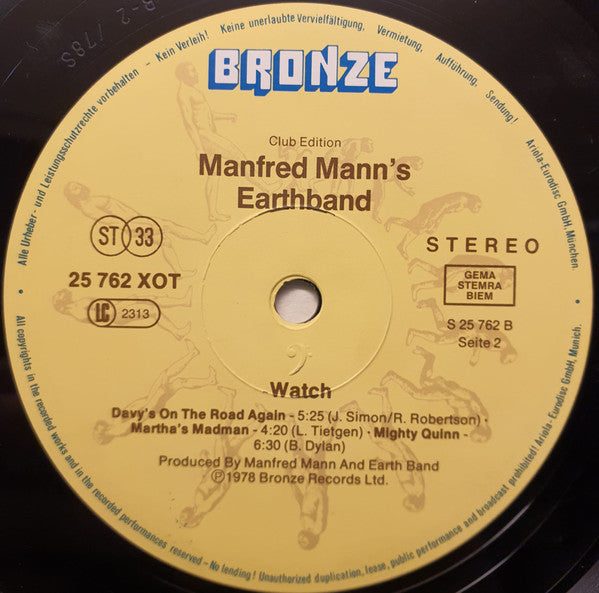 Alle Urheber- und Leistungsschutzrechte vorbehalten - Kein Verleih! Keine unerlaubte Vervielfältigung, Vermietung, Aufführung, Sendung! Ariola-Eurodisc GmbH, München
BRONZE
Club Edition
Manfred Mann's
Earthband
ST 33
STEREO
25 762 XOT
GEMA
STEMRA
BIEM
LC 2313
S 25 762 B
Seite 2
Watch
Davy's On The Road Again - 5:25 (J. Simon/R. Robertson) ·
Martha's Madman - 4:20 (L. Tietgen) · Mighty Quinn -
6:30 (B. Dylan)
Produced By Manfred Mann And Earth Band
Ⓟ1978 Bronze Records Ltd.
All copyrights in the recorded works and in the recorded performances reserved - No lending! Unauthorized duplication, lease, public performance and broadcast prohibited! Ariola-Eurodisc GmbH, Munich.